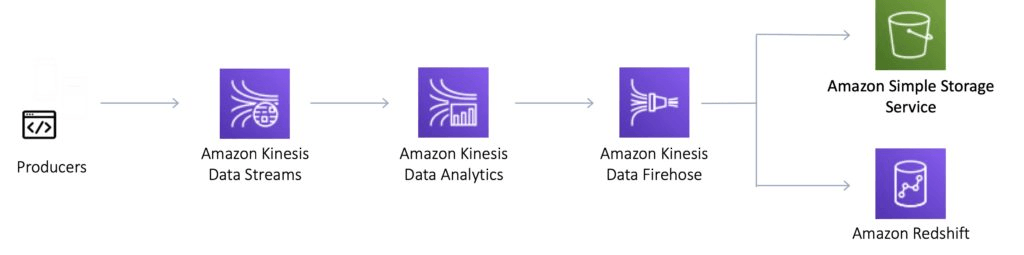 Producers
Amazon Kinesis
Data Streams
Amazon Kinesis
Data Analytics
Amazon Kinesis
Data Firehose
Amazon Simple Storage
Service
Amazon Redshift